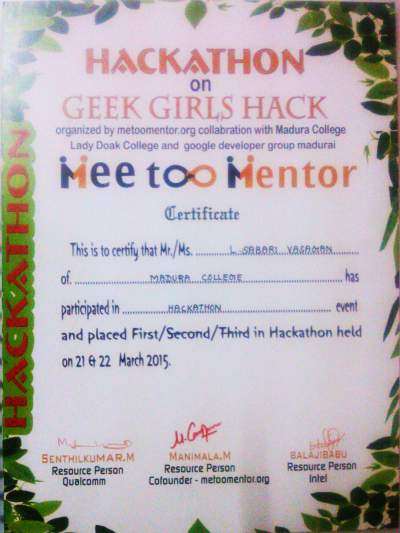 HACKATHON
HACKATHON
on
GEEK GIRLS HACK
organized by metoomentor.org collabration with Madura College
Lady Doak College and google developer group madurai
Mee too Mentor
Certificate
This is to certify that Mr./Ms. L. SABARI YASAGAN
of. MADURA COLLEGE has
participated in HACKATHON event
and placed First/Second/Third in Hackathon held
on 21 & 22 March 2015.
SENTHILKUMAR.M MANIMALA.M BALAJIBABU
Resource Person Resource Person Resource Person
Qualcomm Cofounder - metoomentor.org Intel